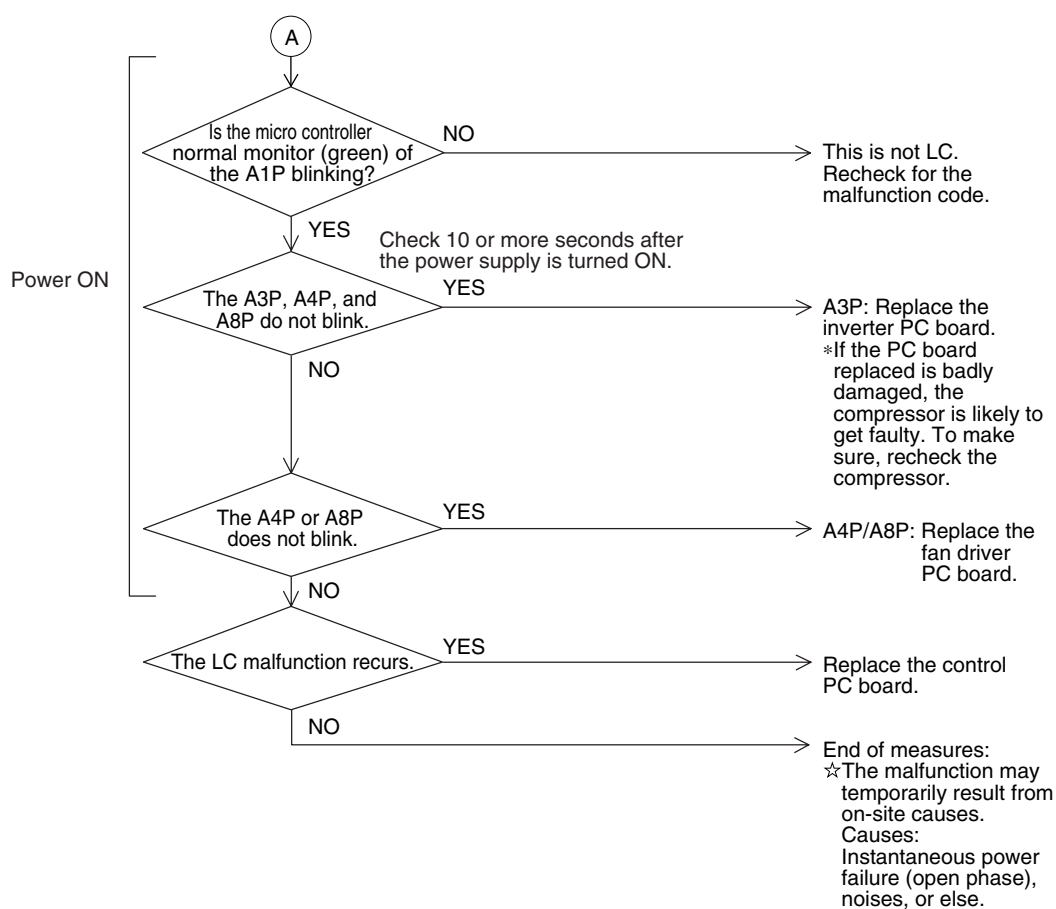 A
Is the micro controller
normal monitor (green) of
the A1P blinking?
NO
This is not LC.
Recheck for the
malfunction code.
YES
Check 10 or more seconds after
the power supply is turned ON.
Power ON
The A3P, A4P, and
A8P do not blink.
YES
A3P: Replace the
inverter PC board.
*If the PC board
replaced is badly
damaged, the
compressor is likely to
get faulty. To make
sure, recheck the
compressor.
NO
The A4P or A8P
does not blink.
YES
A4P/A8P: Replace the
fan driver
PC board.
NO
The LC malfunction recurs.
YES
Replace the control
PC board.
NO
End of measures:
☆The malfunction may
temporarily result from
on-site causes.
Causes:
Instantaneous power
failure (open phase),
noises, or else.